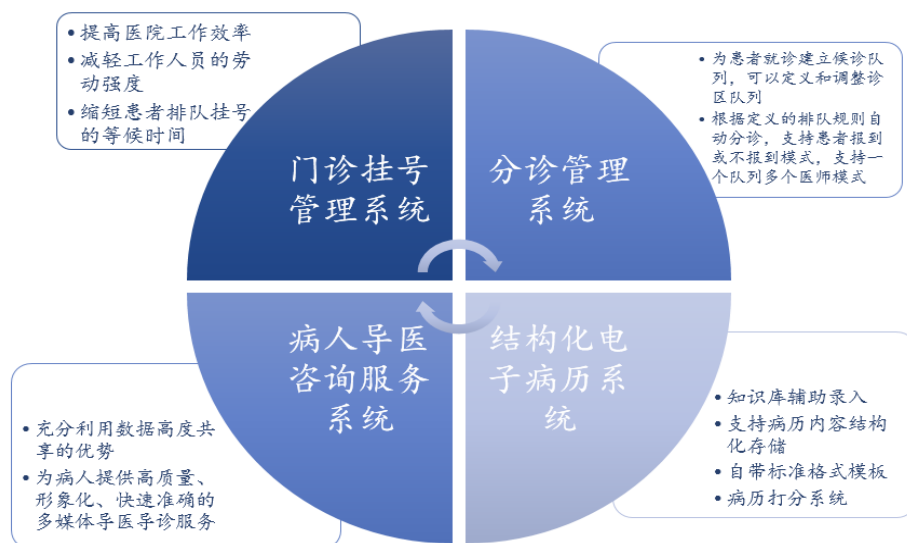 • 提高医院工作效率
• 减轻工作人员的劳
动强度
• 缩短患者排队挂号
的等候时间
门诊挂号
管理系统
分诊管理
系统
• 为患者就诊建立候诊队
列，可以定义和调整诊
区队列
• 根据定义的排队规则自
动分诊，支持患者报到
或不报到模式，支持一
个队列多个医师模式
病人导医
咨询服务
系统
结构化电
子病历系
统
• 充分利用数据高度共
享的优势
• 为病人提供高质量、
形象化、快速准确的
多媒体导医导诊服务
• 知识库辅助录入
• 支持病历内容结构
化存储
• 自带标准格式模板
• 病历打分系统